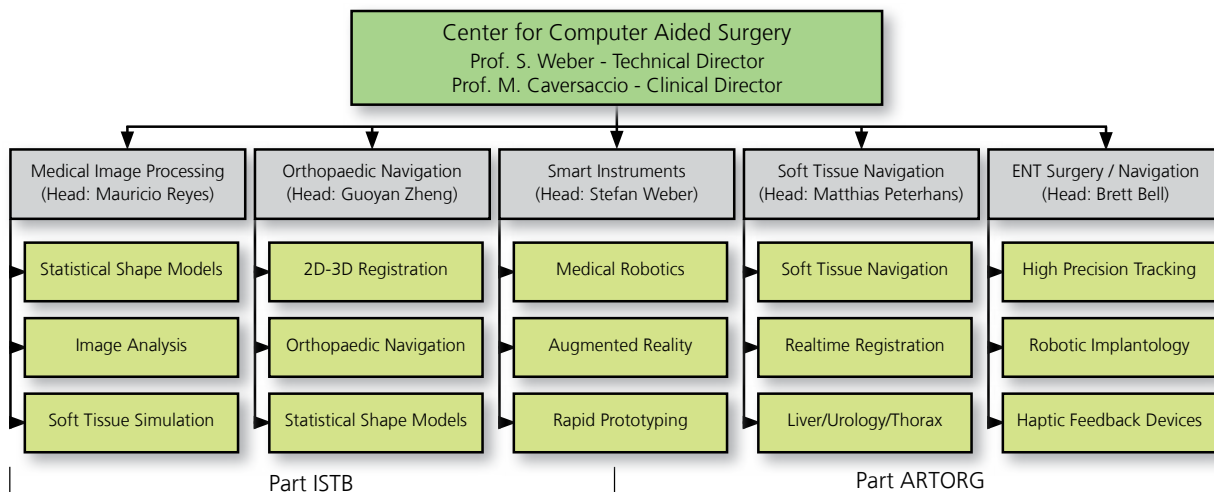 Center for Computer Aided Surgery
Prof. S. Weber - Technical Director
Prof. M. Caversaccio - Clinical Director
Medical Image Processing
(Head: Mauricio Reyes)
Orthopaedic Navigation
(Head: Guoyan Zheng)
Smart Instruments
(Head: Stefan Weber)
Soft Tissue Navigation
(Head: Matthias Peterhans)
ENT Surgery / Navigation
(Head: Brett Bell)
Statistical Shape Models
2D-3D Registration
Medical Robotics
Soft Tissue Navigation
High Precision Tracking
Image Analysis
Orthopaedic Navigation
Augmented Reality
Realtime Registration
Robotic Implantology
Soft Tissue Simulation
Statistical Shape Models
Rapid Prototyping
Liver/Urology/Thorax
Haptic Feedback Devices
Part ISTB
Part ARTORG